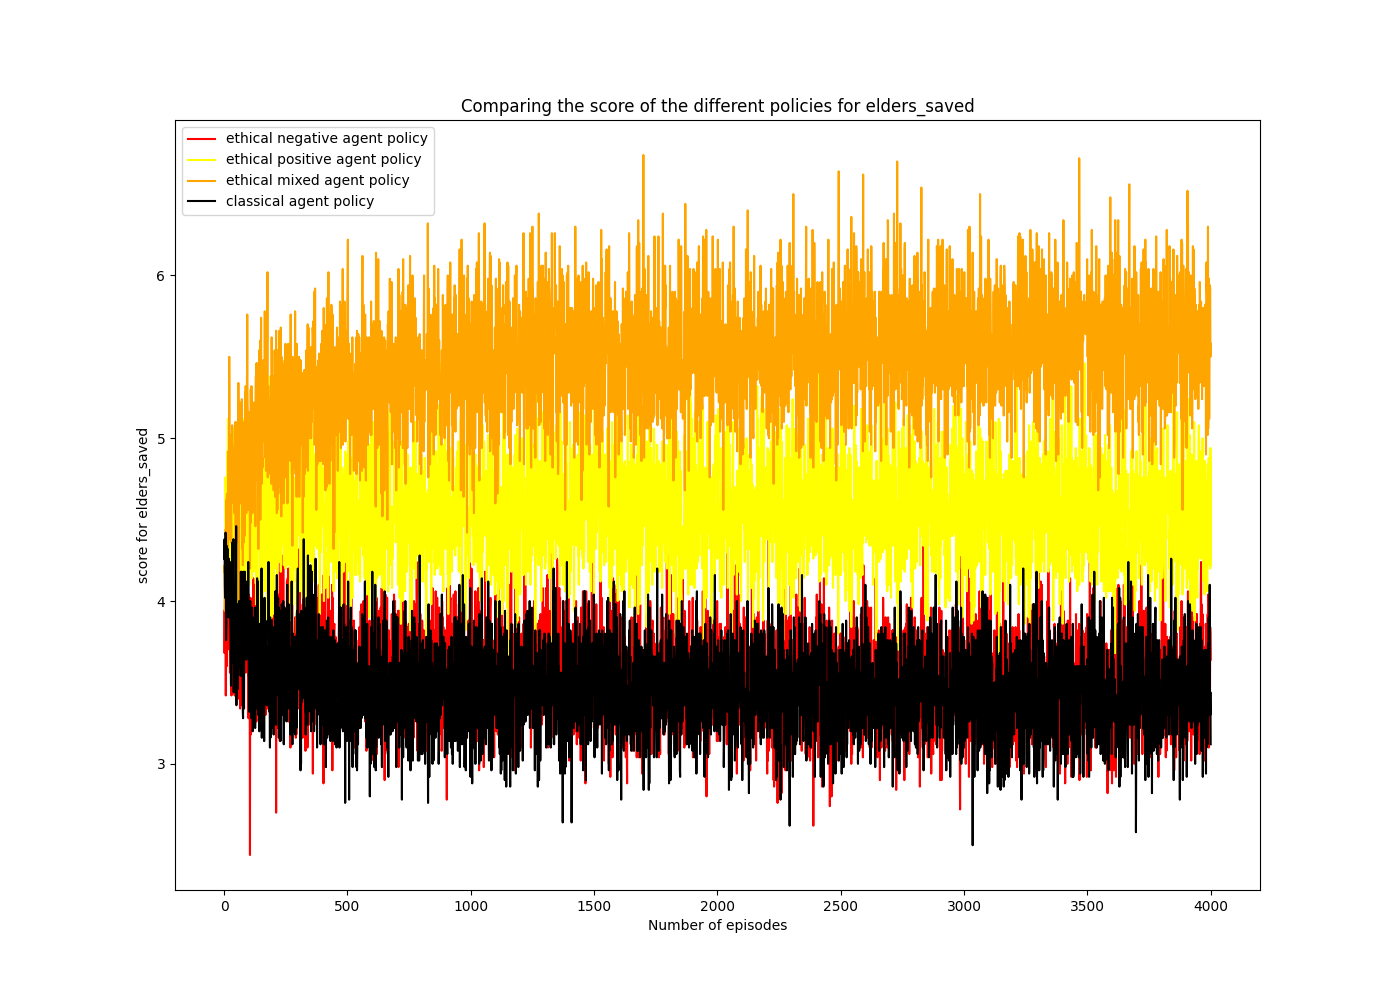 Comparing the score of the different policies for elders_saved
ethical negative agent policy
ethical positive agent policy
ethical mixed agent policy
classical agent policy
6
5
4
3
score for elders_saved
0
500
1000
1500
2000
2500
3000
3500
4000
Number of episodes